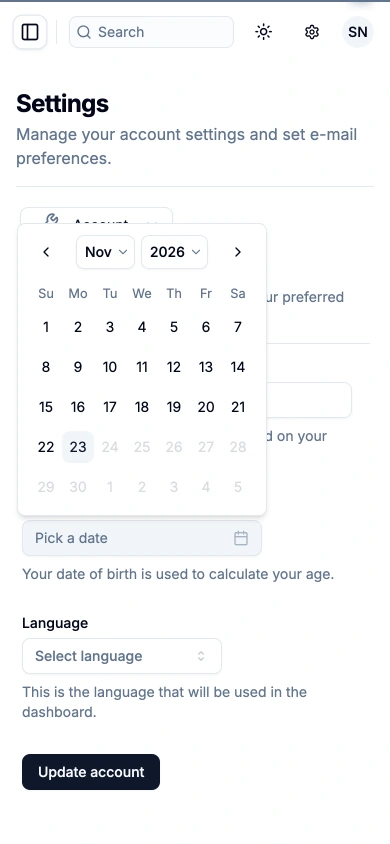 Search
SN
Settings
Manage your account settings and set e-mail
preferences.
Account
Nov 2026
Su Mo Tu We Th Fr Sa
ur preferred
1 2 3 4 5 6 7
8 9 10 11 12 13 14
15 16 17 18 19 20 21
d on your
22 23 24 25 26 27 28
29 30 1 2 3 4 5
Pick a date
Your date of birth is used to calculate your age.
Language
Select language
This is the language that will be used in the
dashboard.
Update account